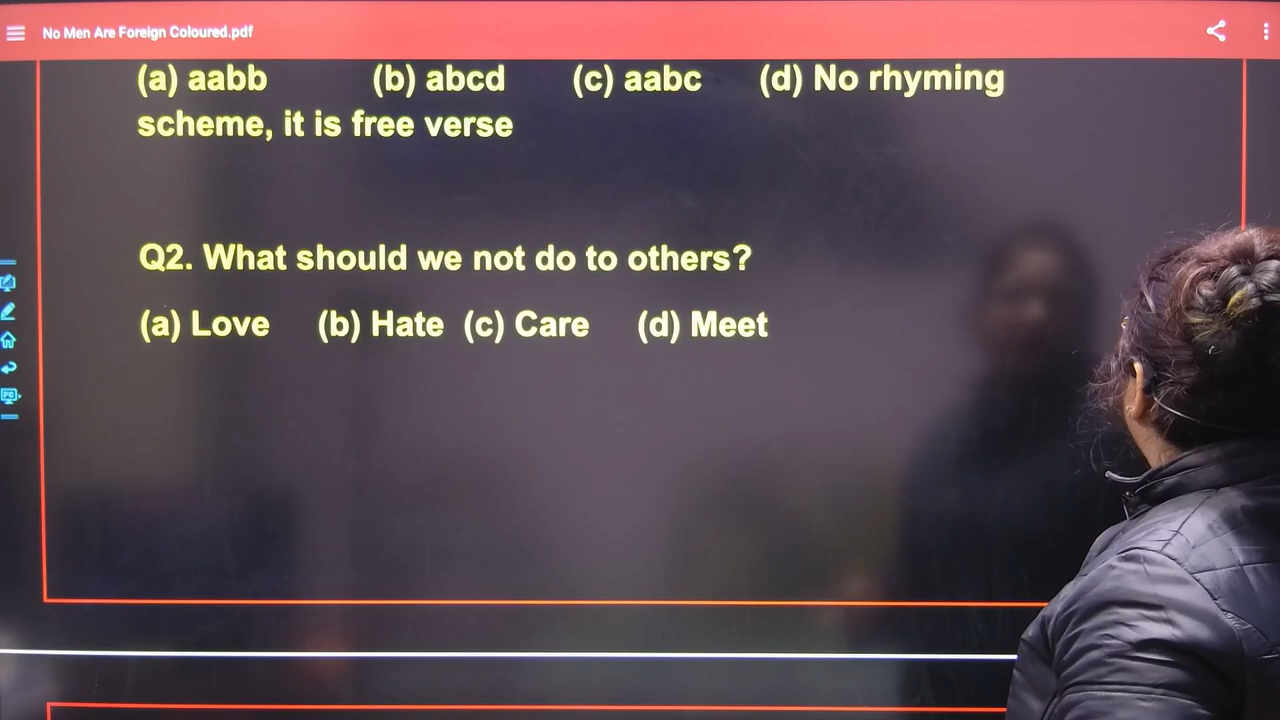 No Men Are Foreign Coloured.pdf
(a) aabb (b) abcd (c) aabc (d) No rhyming
scheme, it is free verse
Q2. What should we not do to others?
(a) Love (b) Hate (c) Care (d) Meet
PC